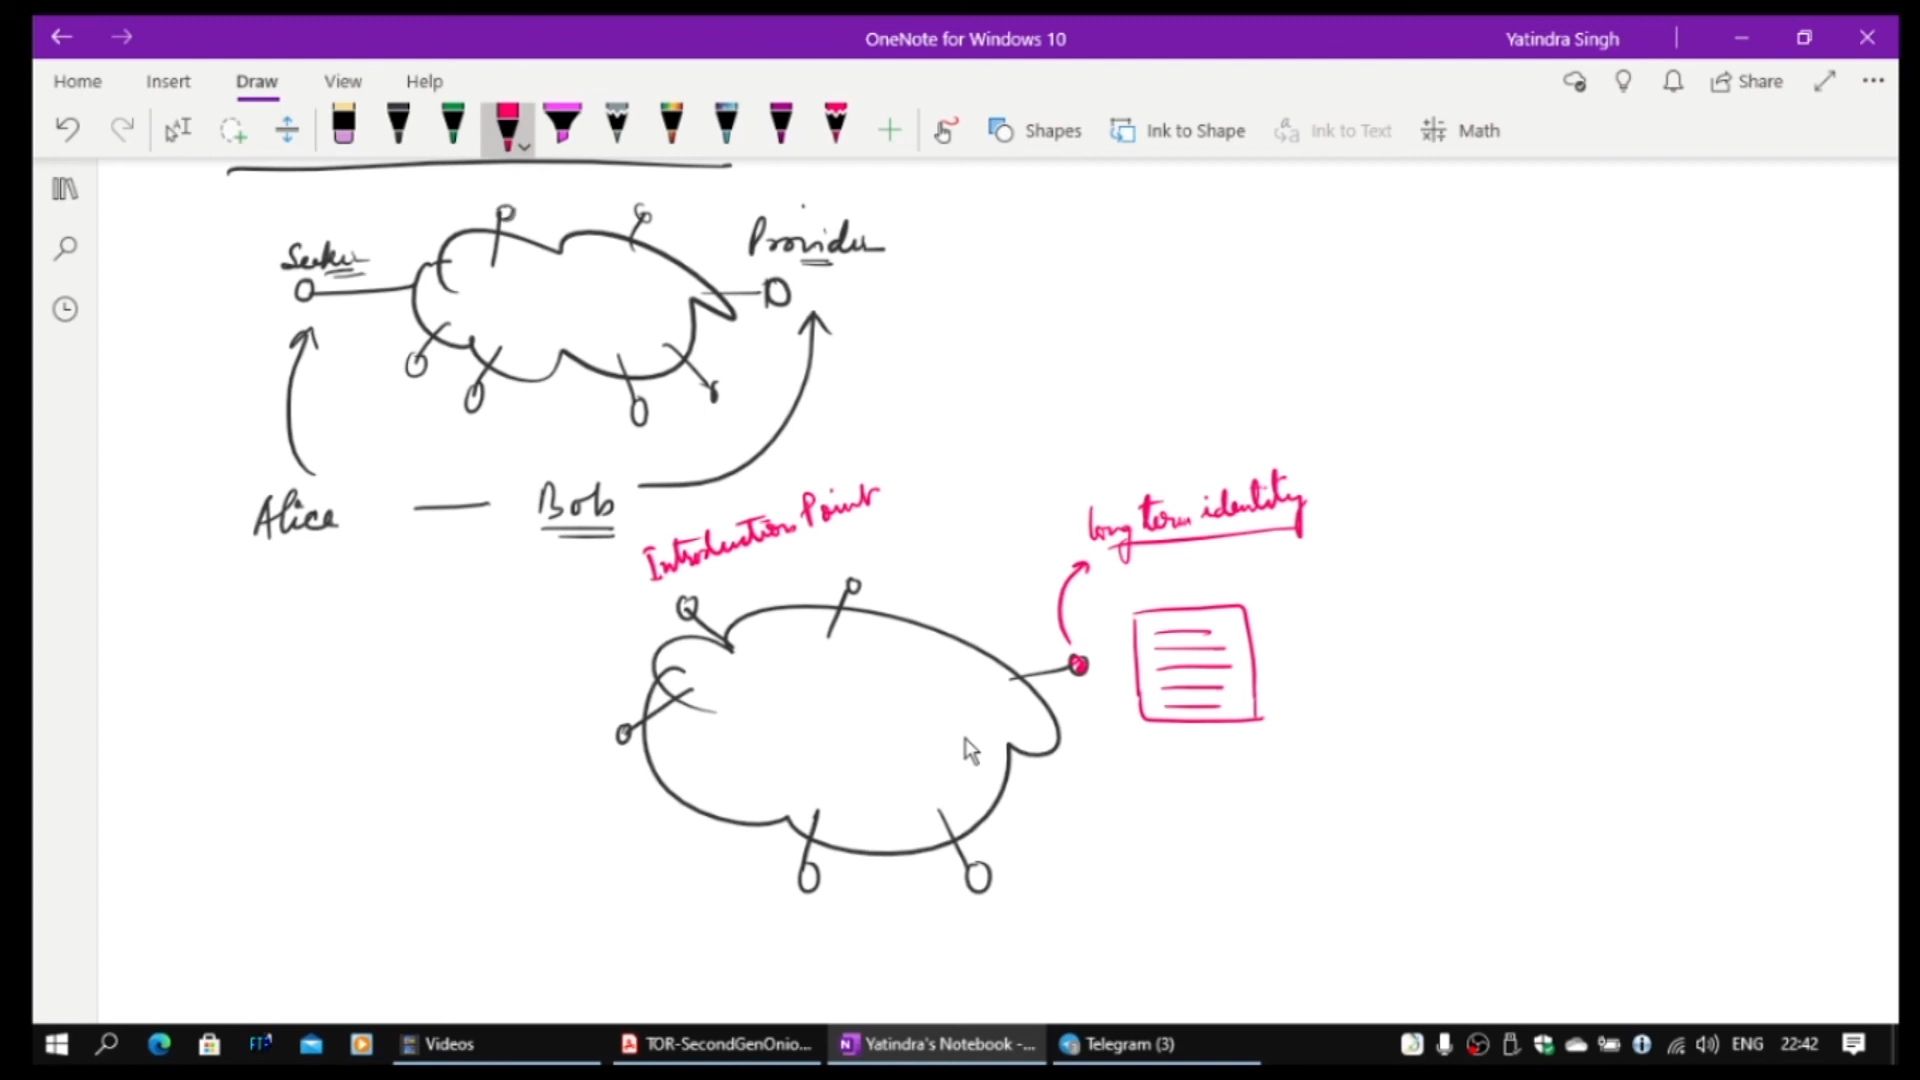 OneNote for Windows 10
Yatindra Singh
Home Insert Draw View Help
Share
Shapes Ink to Shape Ink to Text Math
Seeker
Provider
Alice — Bob
Introduction Point
long term identity
Videos
TOR-SecondGenOnio...
Yatindra's Notebook -...
Telegram (3)
ENG 22:42